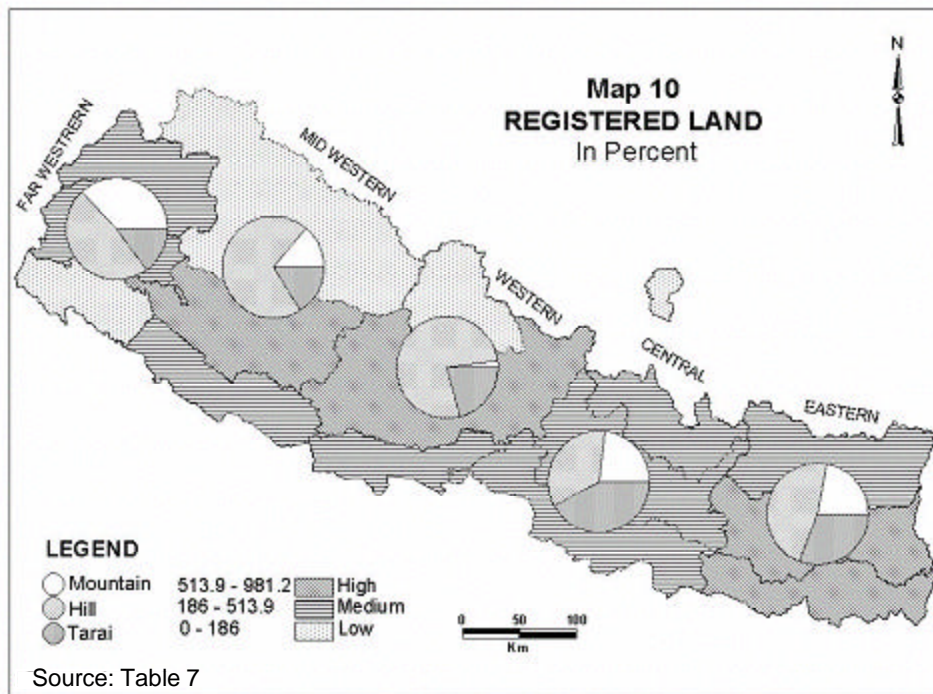 N
Map 10
REGISTERED LAND
In Percent
FAR WESTRERN
MID WESTERN
WESTERN
CENTRAL
EASTERN
LEGEND
Mountain 513.9 - 981.2 High
Hill 186 - 513.9 Medium
Tarai 0 - 186 Low
0 50 100
Km
Source: Table 7